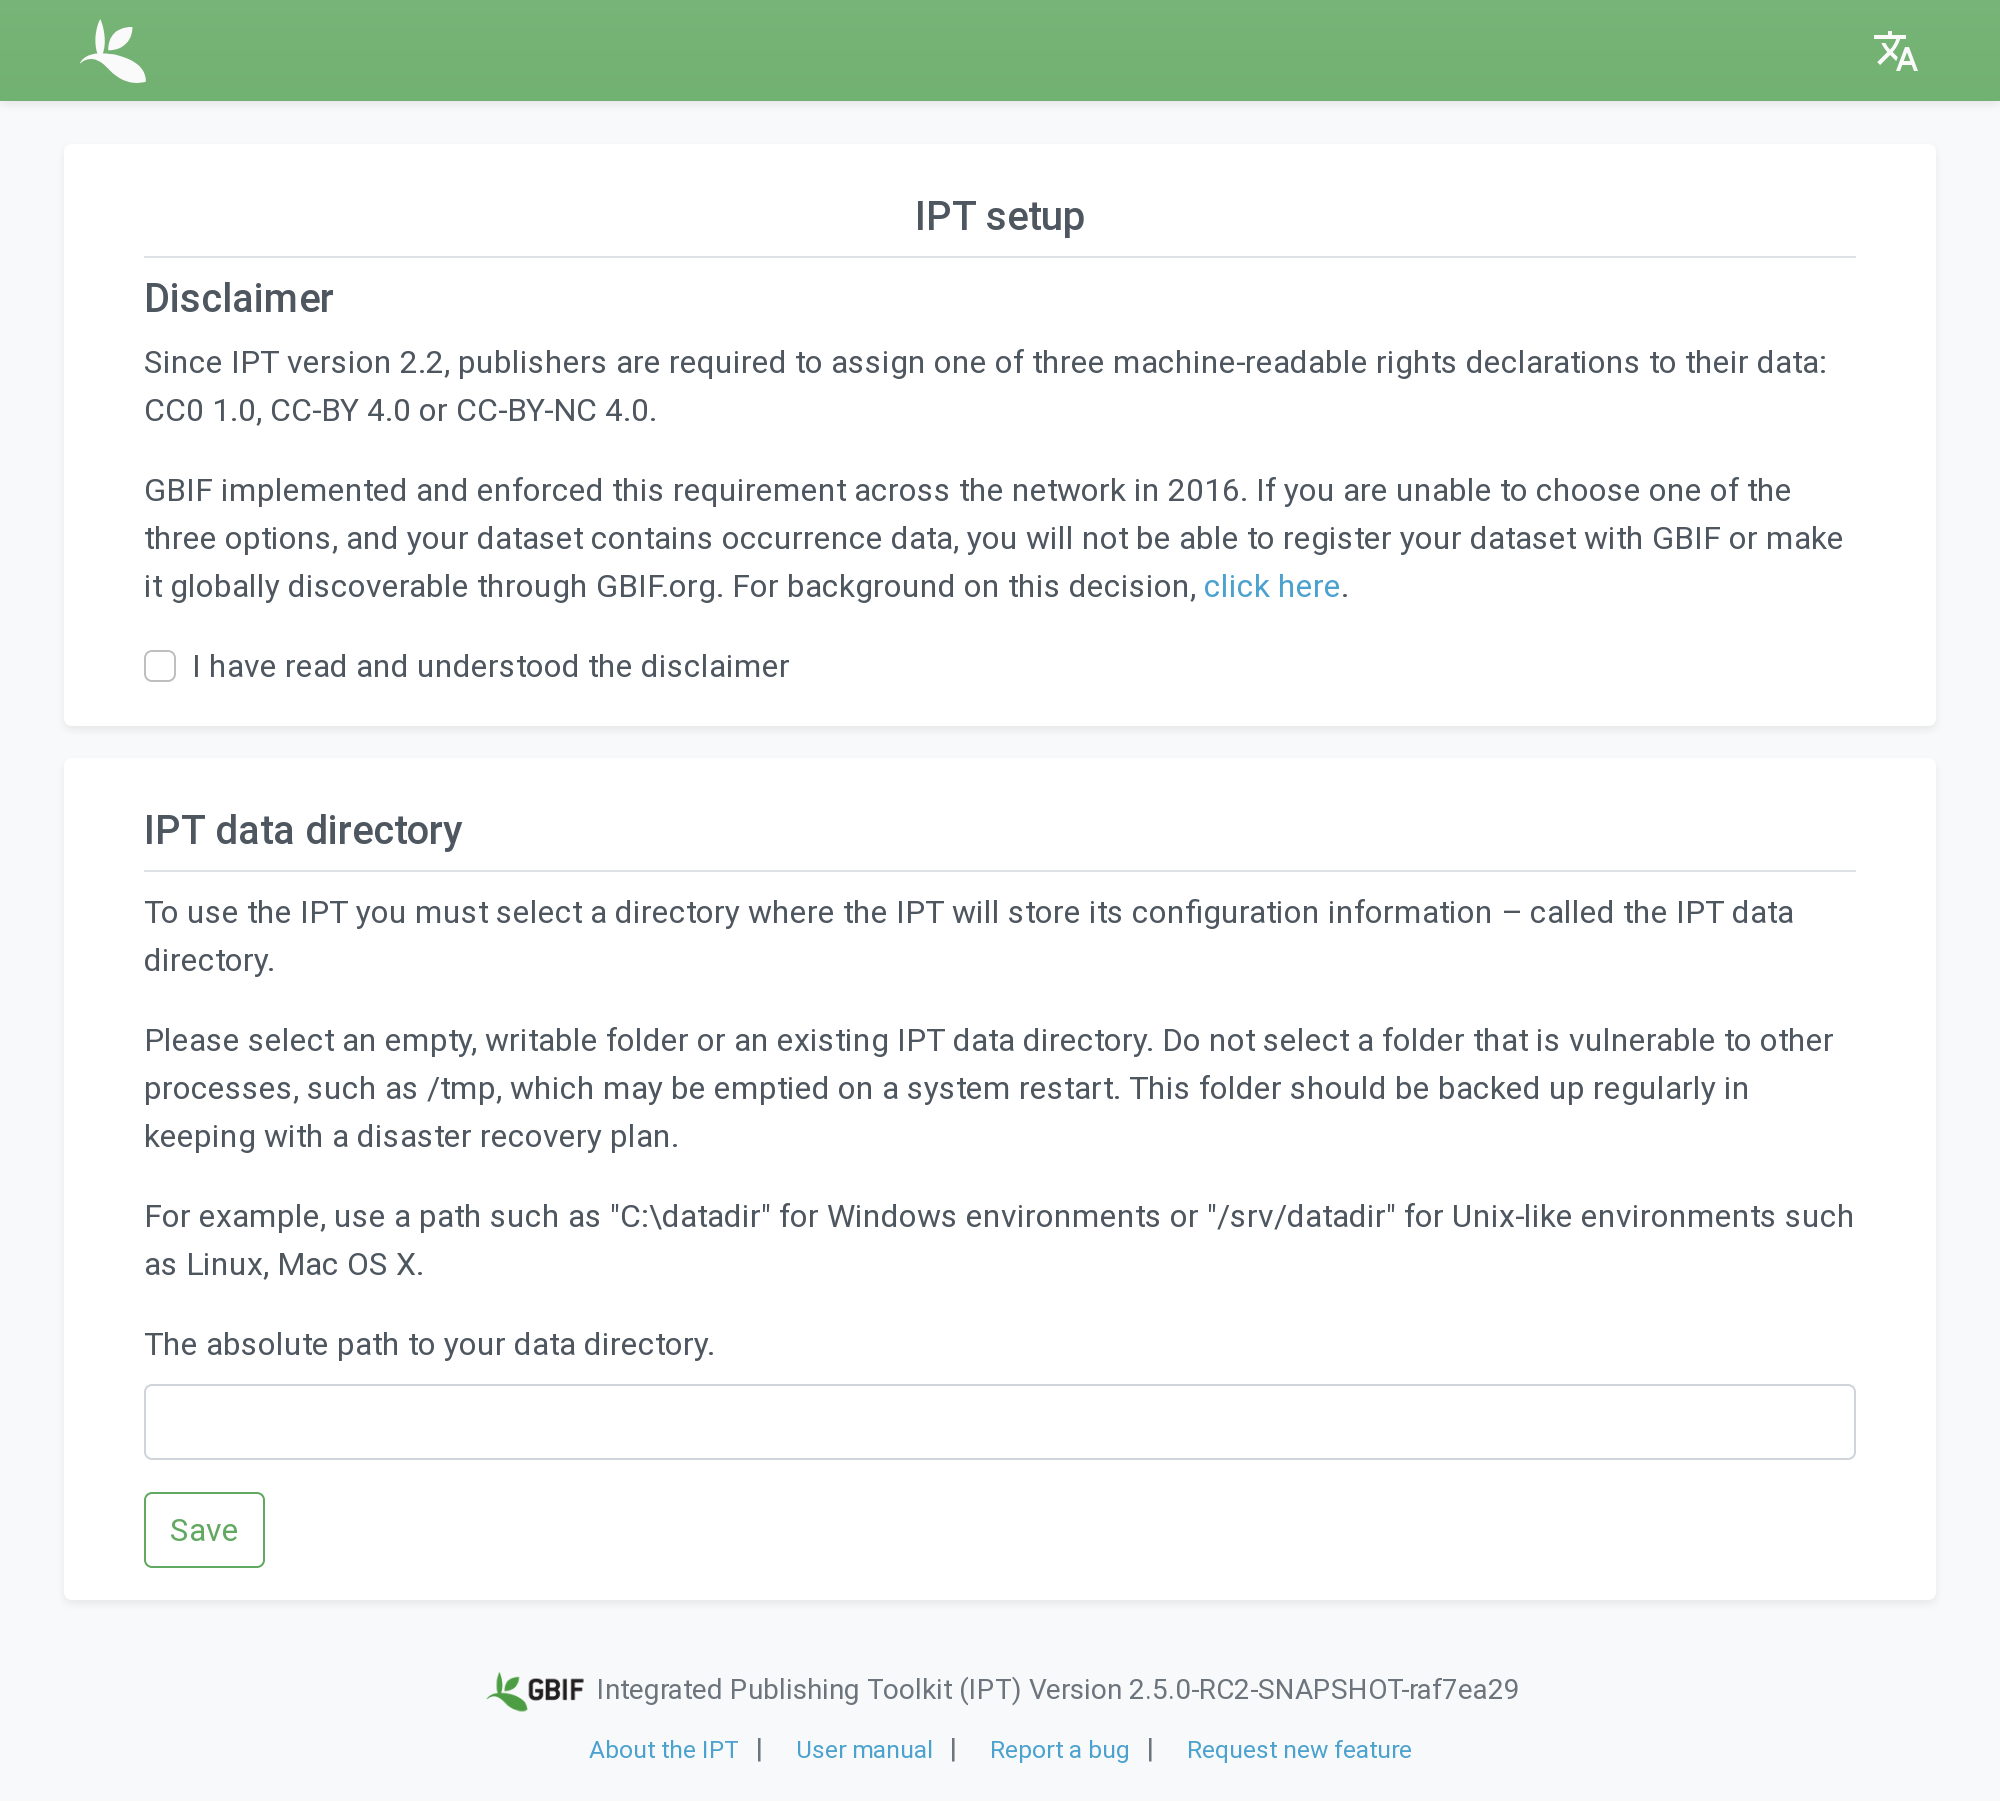 IPT setup
Disclaimer
Since IPT version 2.2, publishers are required to assign one of three machine-readable rights declarations to their data:
CC0 1.0, CC-BY 4.0 or CC-BY-NC 4.0.
GBIF implemented and enforced this requirement across the network in 2016. If you are unable to choose one of the
three options, and your dataset contains occurrence data, you will not be able to register your dataset with GBIF or make
it globally discoverable through GBIF.org. For background on this decision, click here.
I have read and understood the disclaimer
IPT data directory
To use the IPT you must select a directory where the IPT will store its configuration information – called the IPT data
directory.
Please select an empty, writable folder or an existing IPT data directory. Do not select a folder that is vulnerable to other
processes, such as /tmp, which may be emptied on a system restart. This folder should be backed up regularly in
keeping with a disaster recovery plan.
For example, use a path such as "C:\datadir" for Windows environments or "/srv/datadir" for Unix-like environments such
as Linux, Mac OS X.
The absolute path to your data directory.
Save
GBIF Integrated Publishing Toolkit (IPT) Version 2.5.0-RC2-SNAPSHOT-raf7ea29
About the IPT | User manual | Report a bug | Request new feature